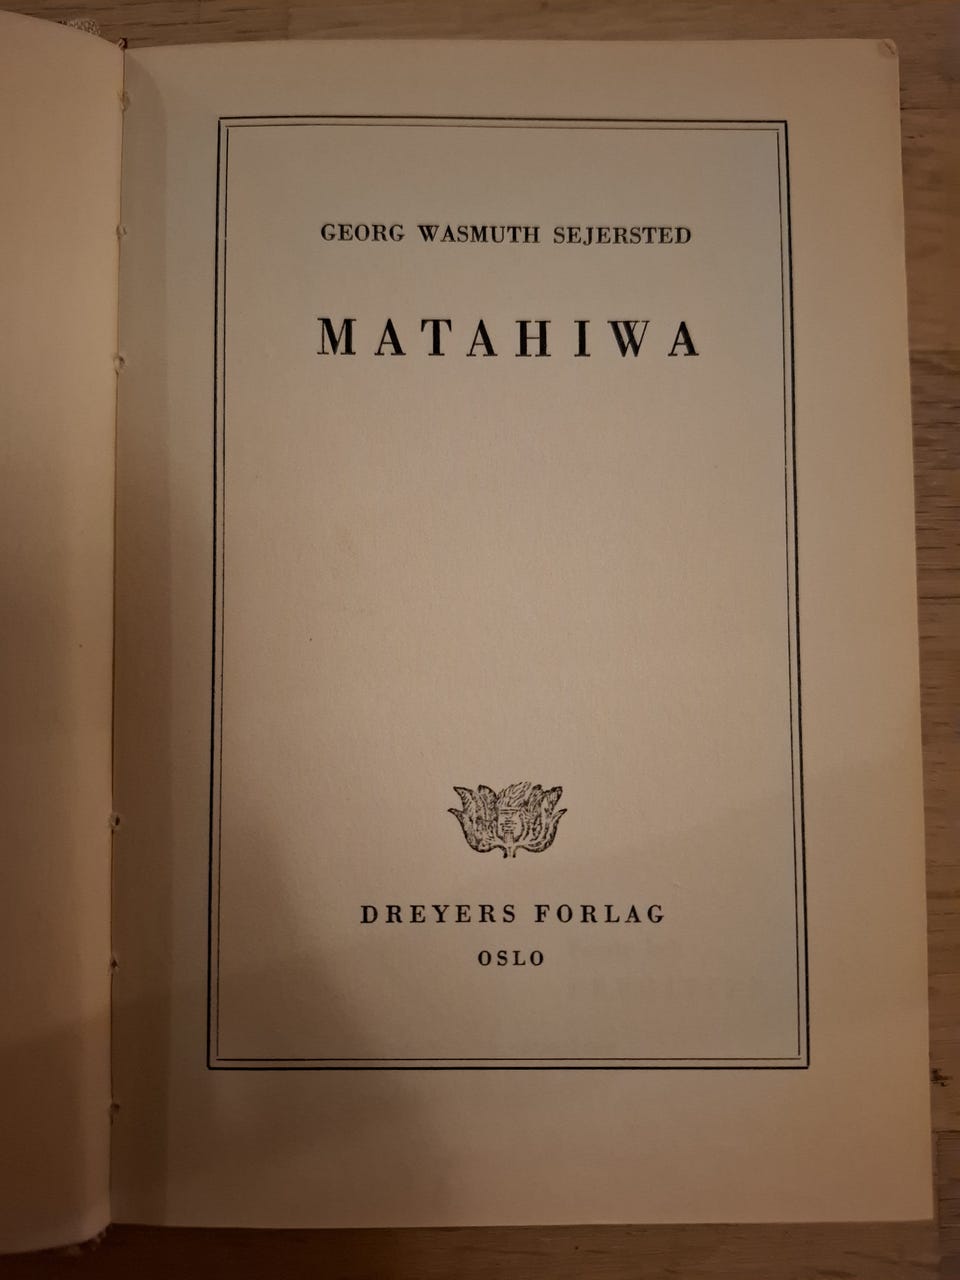 GEORG WASMUTH SEJERSTED
MATAHIWA
DREYERS FORLAG
OSLO